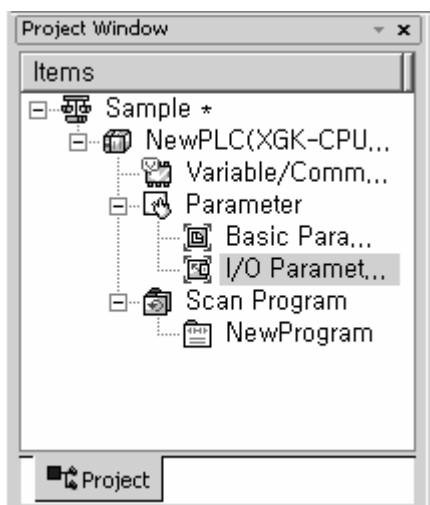 Project Window
Items
Sample *
NewPLC(XGK-CPU...
Variable/Comm...
Parameter
Basic Para...
I/O Paramet...
Scan Program
NewProgram
Project